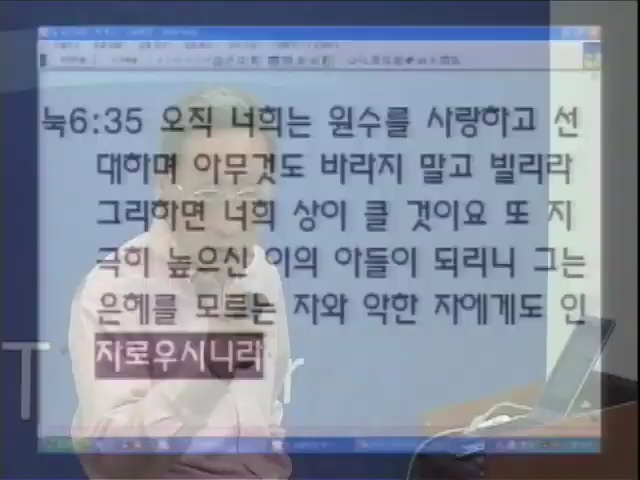 눅6:35 오직 너희는 원수를 사랑하고 선
대하며 아무것도 바라지 말고 빌리라
그리하면 너희 상이 클 것이요 또 지
극히 높으신 이의 아들이 되리니 그는
은혜를 모르는 자와 악한 자에게도 인
자로우시니라